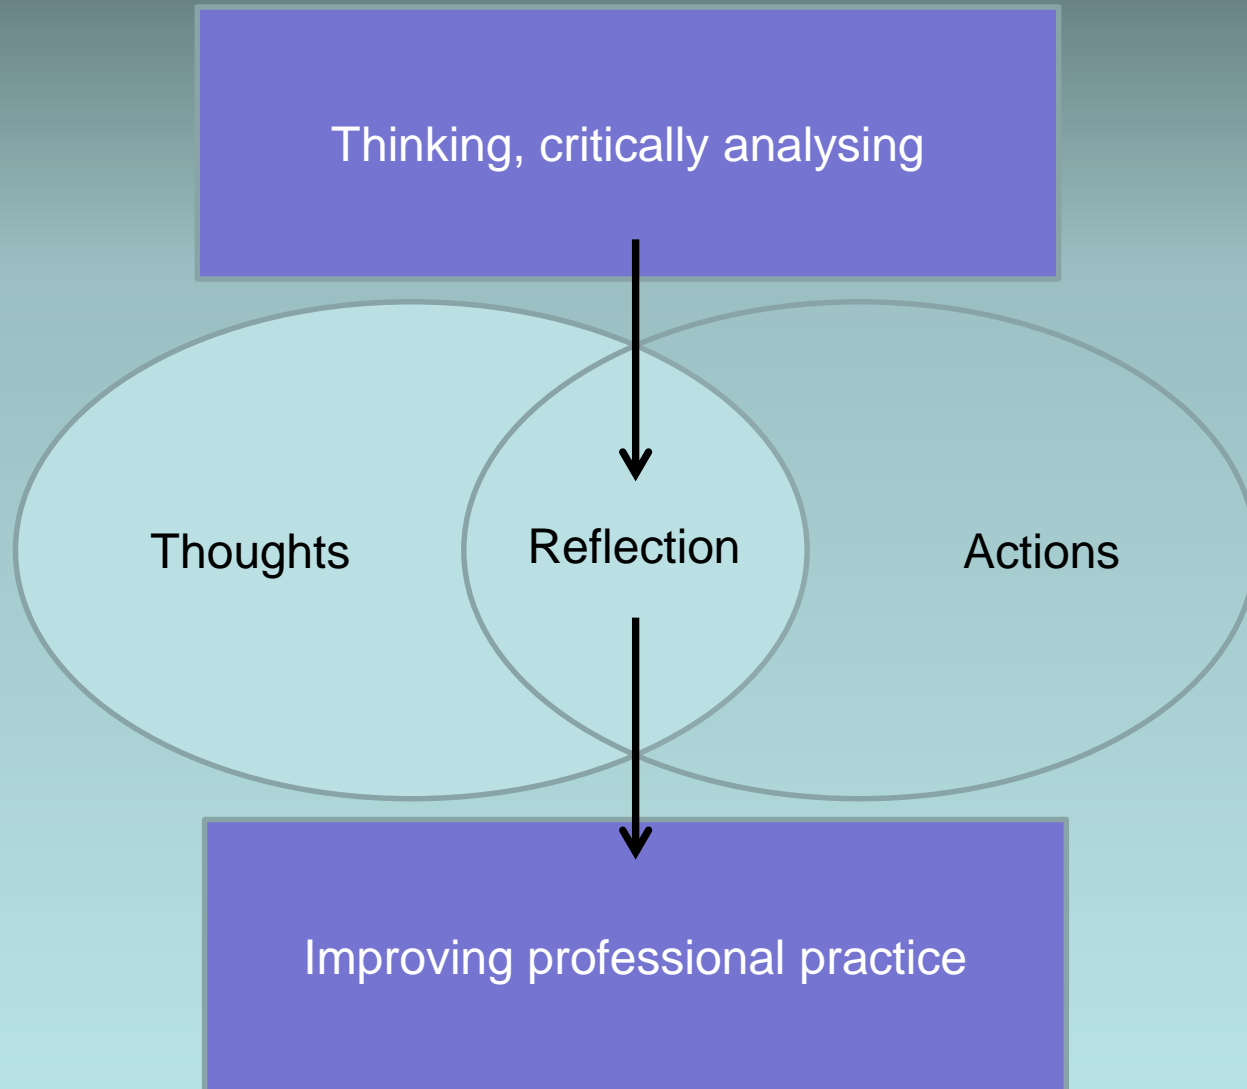 Thinking, critically analysing
Thoughts
Reflection
Actions
Improving professional practice